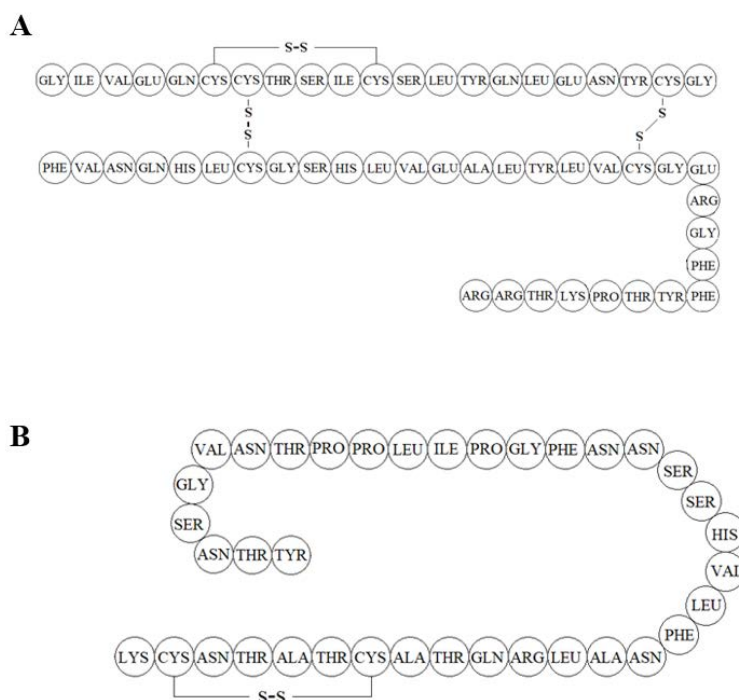 A
S-S
GLY ILE VAL GLU GLN CYS CYS THR SER ILE CYS SER LEU TYR GLN LEU GLU ASN TYR CYS GLY
S S
S S
PHE VAL ASN GLN HIS LEU CYS GLY SER HIS LEU VAL GLU ALA LEU TYR LEU VAL CYS GLY GLU
ARG
GLY
PHE
ARG ARG THR LYS PRO THR TYR PHE
B
VAL ASN THR PRO PRO LEU ILE PRO GLY PHE ASN ASN
SER
GLY
SER
SER
HIS
ASN THR TYR
VAL
LEU
PHE
LYS CYS ASN THR ALA THR CYS ALA THR GLN ARG LEU ALA ASN
S-S